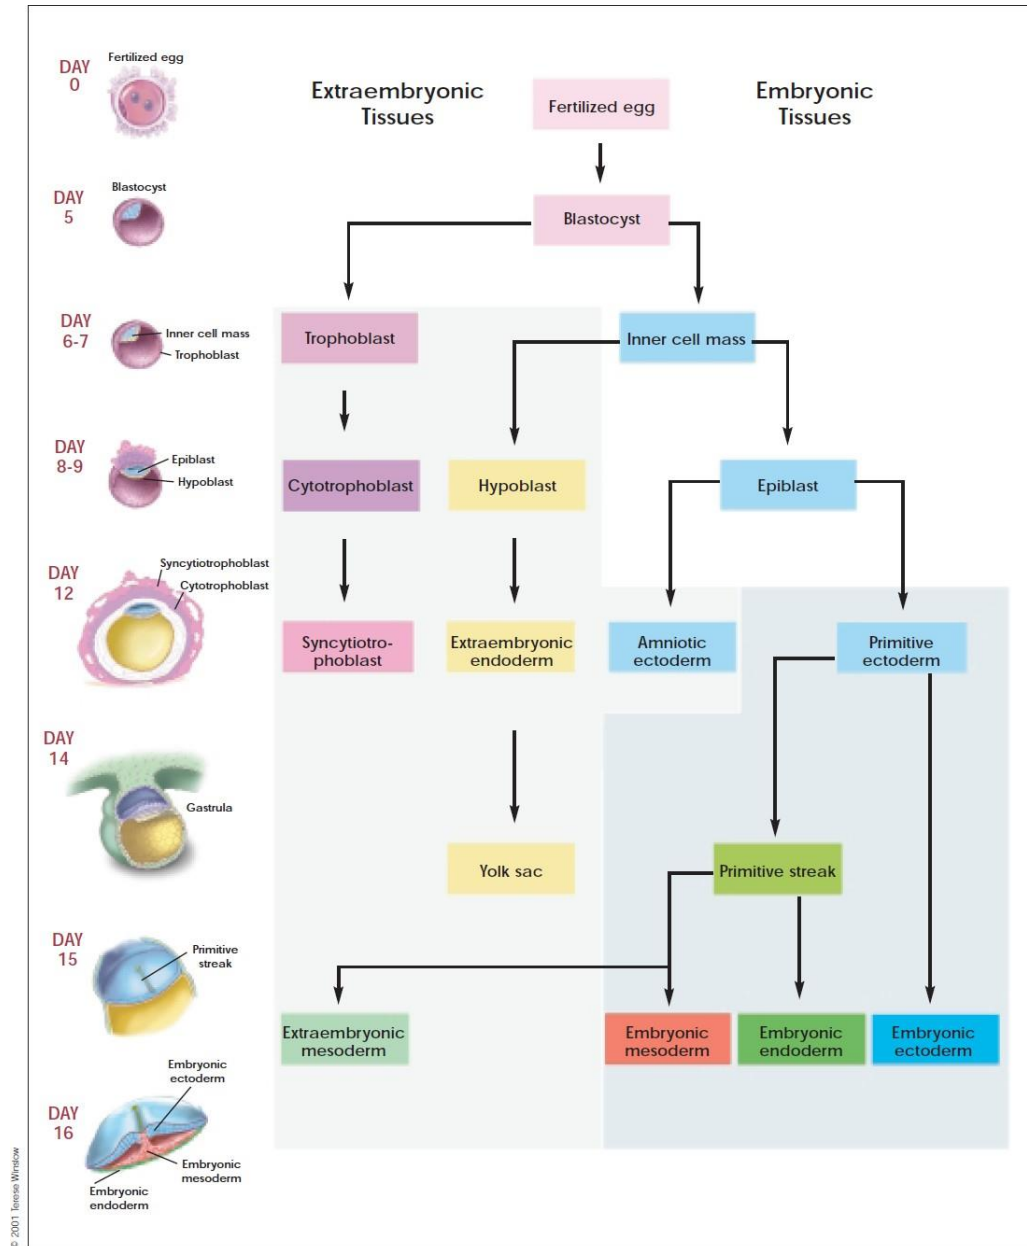 DAY
0
Fertilized egg
Extraembryonic
Tissues
Fertilized egg
Embryonic
Tissues
DAY
5
Blastocyst
Blastocyst
DAY
6-7
Inner cell mass
Trophoblast
Trophoblast
Inner cell mass
DAY
8-9
Epiblast
Hypoblast
Cytotrophoblast
Hypoblast
Epiblast
DAY
12
Syncytiotrophoblast
Cytotrophoblast
Syncytiotro-
phoblast
Extraembryonic
endoderm
Amniotic
ectoderm
Primitive
ectoderm
DAY
14
Gastrula
Yolk sac
Primitive streak
DAY
15
Primitive
streak
Extraembryonic
mesoderm
Embryonic
mesoderm
Embryonic
endoderm
Embryonic
ectoderm
DAY
16
Embryonic
ectoderm
Embryonic
mesoderm
Embryonic
endoderm
© 2001 Terese Winslow